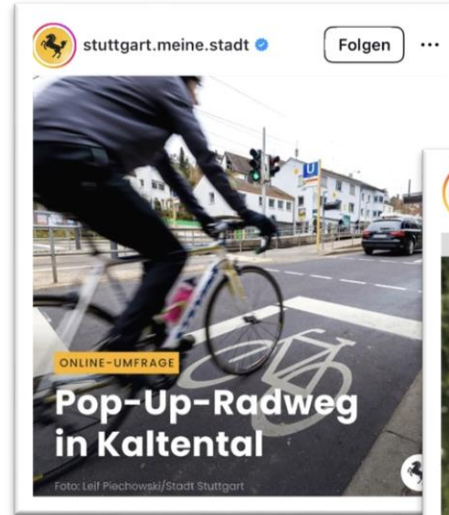 stuttgart.meine.stadt
Folgen
U
ONLINE-UMFRAGE
Pop-Up-Radweg
in Kaltental
Foto: Leif Piechowski/Stadt Stuttgart